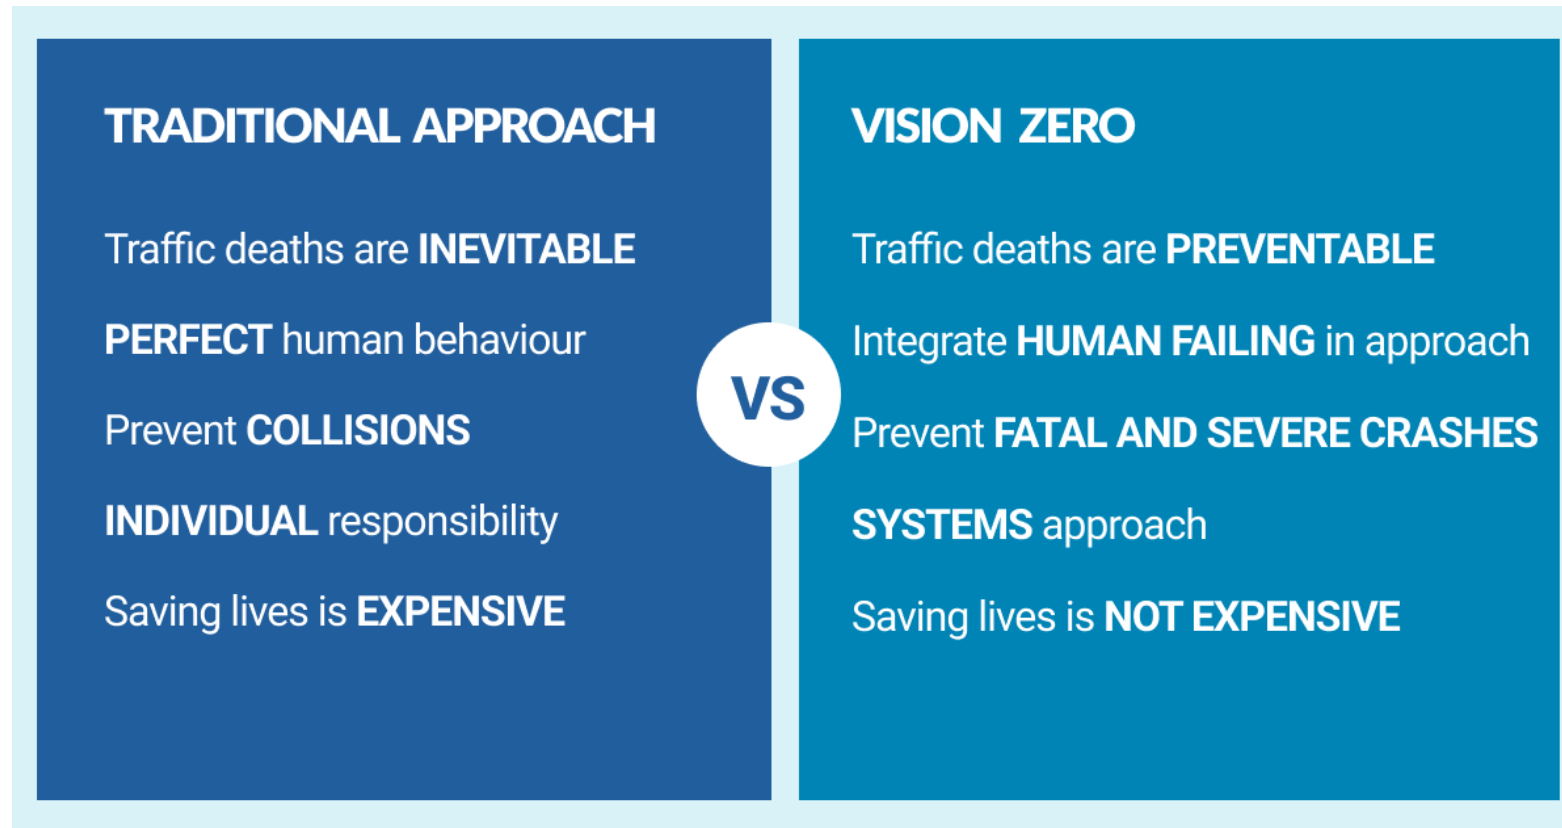 TRADITIONAL APPROACH
Traffic deaths are INEVITABLE
PERFECT human behaviour
Prevent COLLISIONS
INDIVIDUAL responsibility
Saving lives is EXPENSIVE
VS
VISION ZERO
Traffic deaths are PREVENTABLE
Integrate HUMAN FAILING in approach
Prevent FATAL AND SEVERE CRASHES
SYSTEMS approach
Saving lives is NOT EXPENSIVE